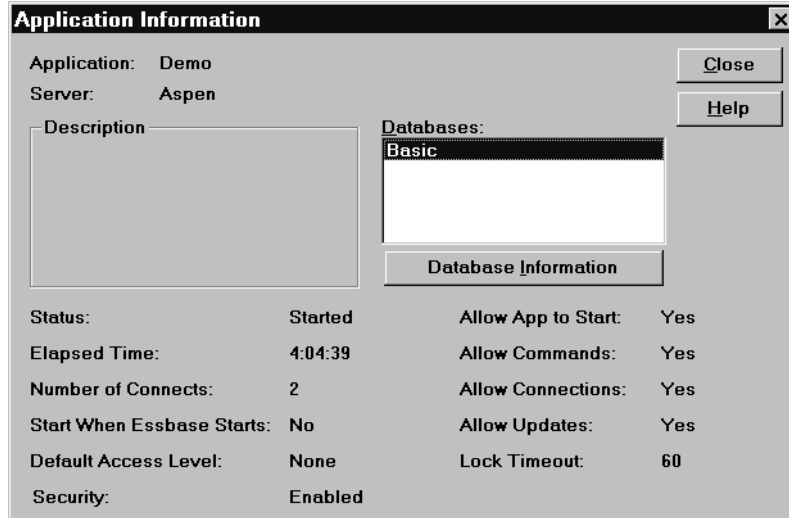 Application Information
Application: Demo
Close
Server: Aspen
Help
Description
Databases:
Basic
Database Information
Status: Started Allow App to Start: Yes
Elapsed Time: 4:04:39 Allow Commands: Yes
Number of Connects: 2 Allow Connections: Yes
Start When Essbase Starts: No Allow Updates: Yes
Default Access Level: None Lock Timeout: 60
Security: Enabled